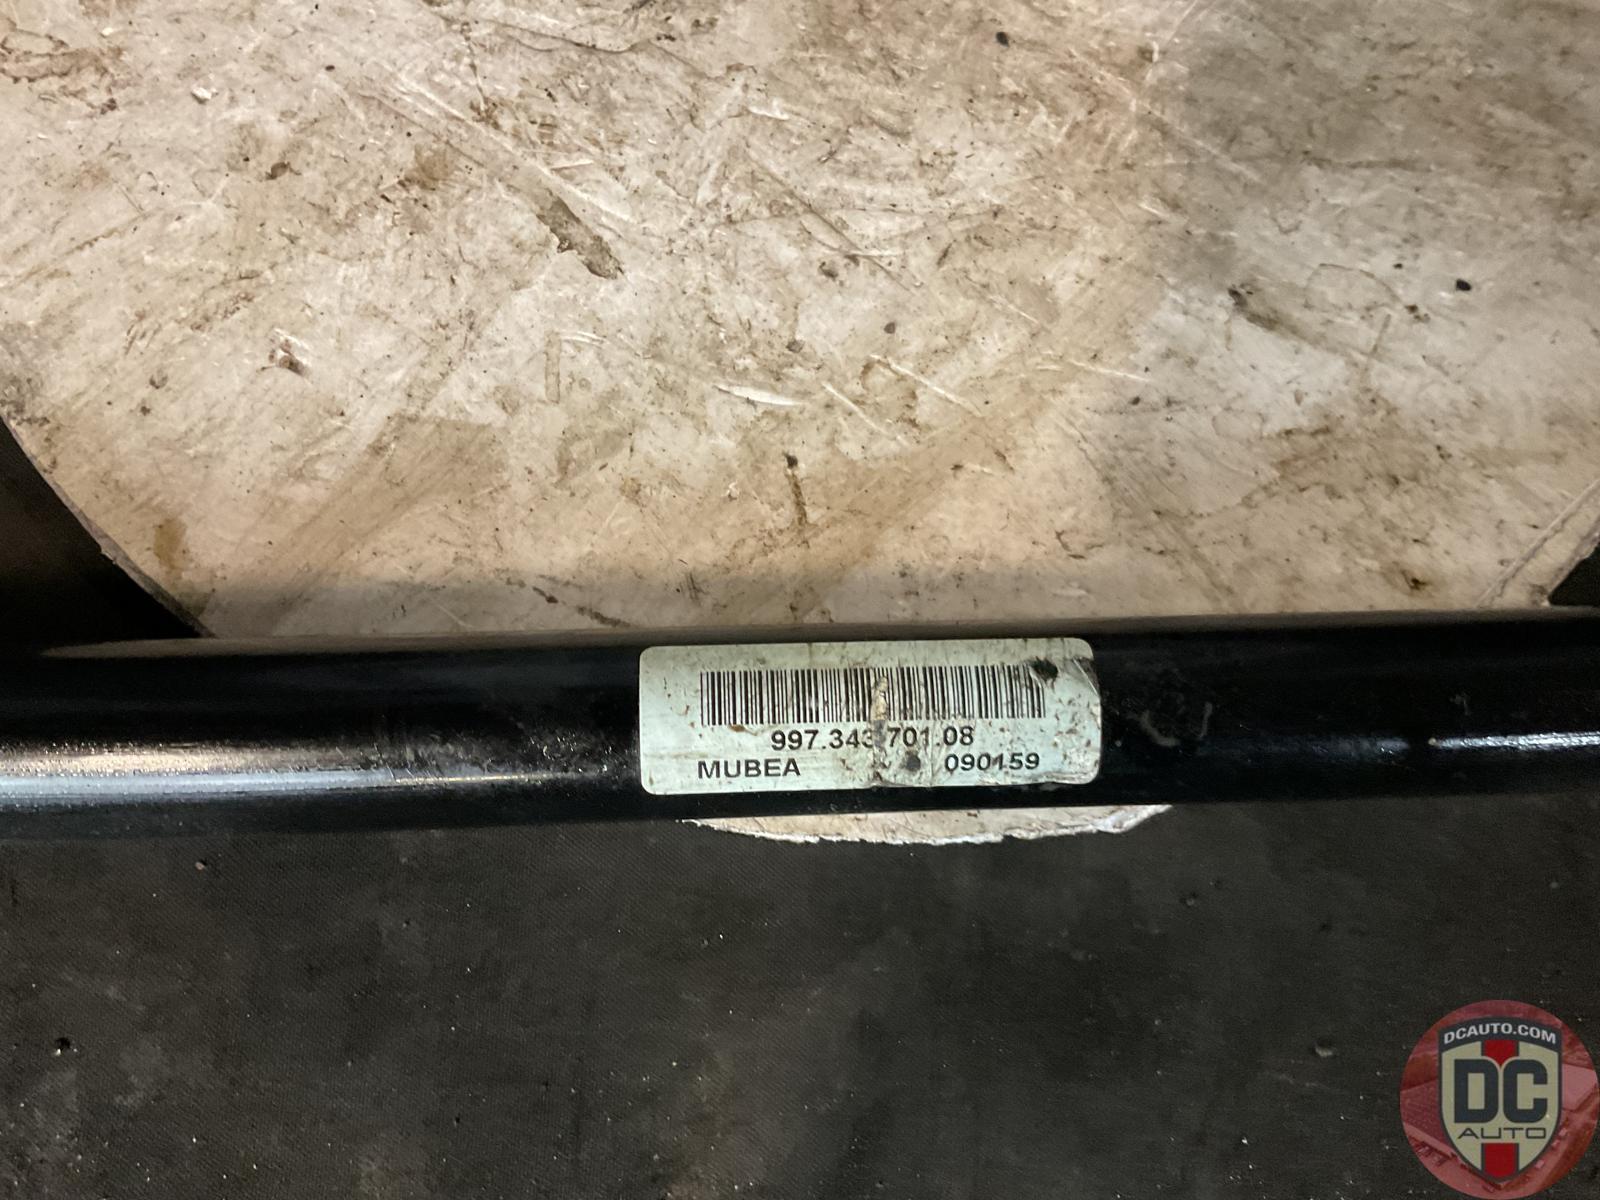 997.343.701.08
MUBEA 090159
DCAUTO.COM
DC
AUTO